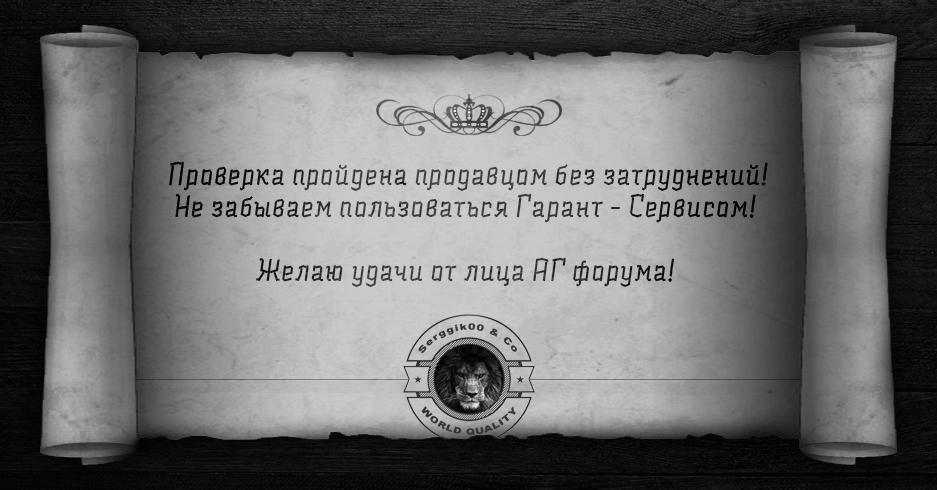 Проверка пройдена продавцом без затруднений!
Не забываем пользоваться Гарант - Сервисом!
Желаю удачи от лица АГ форума!
Serggik00 & Co
WORLD QUALITY